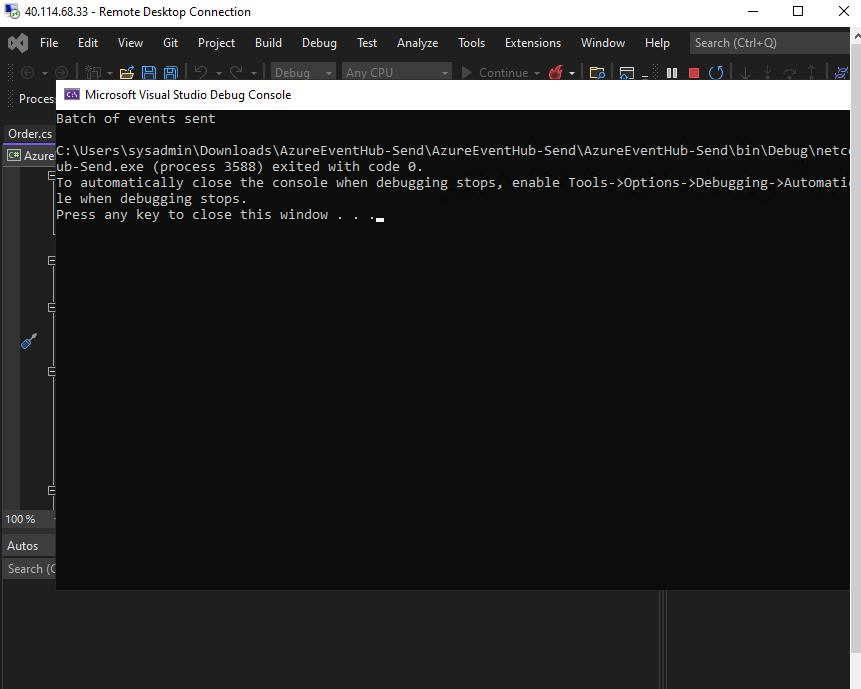 40.114.68.33 - Remote Desktop Connection
File Edit View Git Project Build Debug Test Analyze Tools Extensions Window Help Search (Ctrl+Q)
Debug Any CPU Continue
Proces
Microsoft Visual Studio Debug Console
Order.cs
C# Azure
Batch of events sent
C:\Users\sysadmin\Downloads\AzureEventHub-Send\AzureEventHub-Send\AzureEventHub-Send\bin\Debug\netc
ub-Send.exe (process 3588) exited with code 0.
To automatically close the console when debugging stops, enable Tools->Options->Debugging->Automatic
le when debugging stops.
Press any key to close this window . . .
100 %
Autos
Search (C